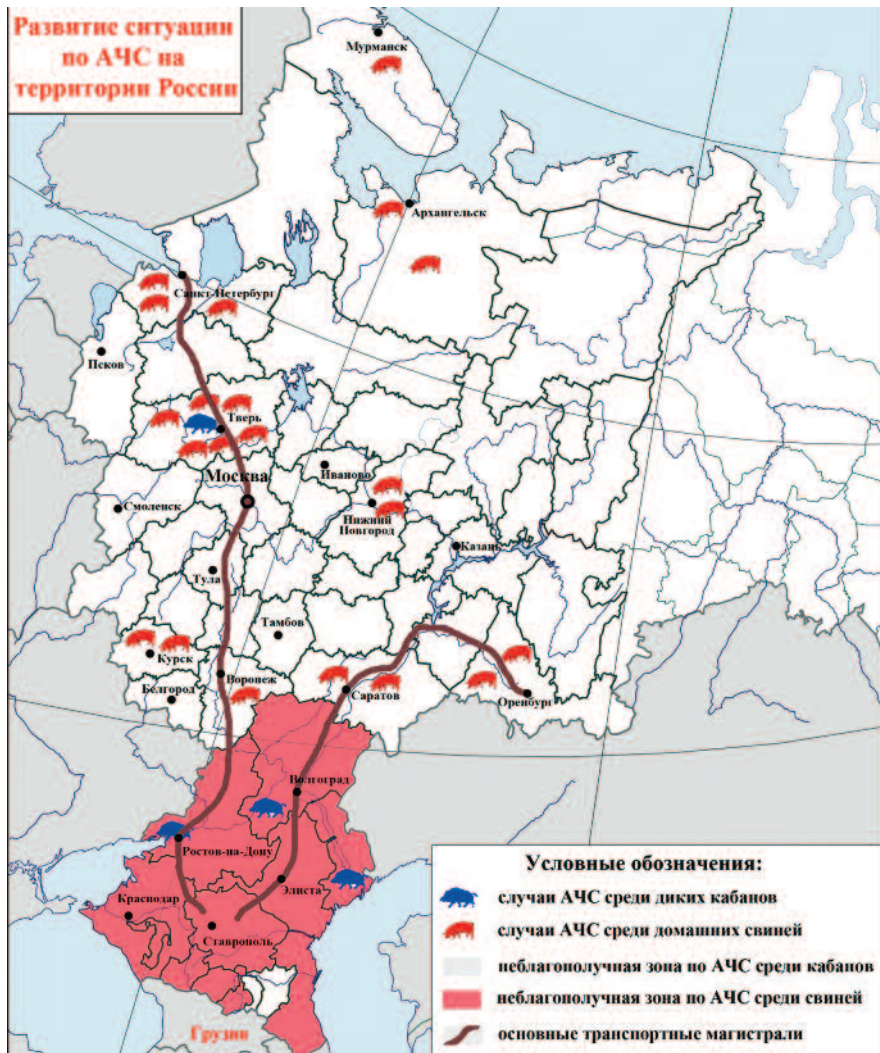 Развитие ситуации
по АЧС на
территории России
Мурманск
Архангельск
Санкт-Петербург
Псков
Тверь
Москва
Иваново
Смоленск
Нижний
Новгород
Казань
Тула
Тамбов
Курск
Воронеж
Белгород
Саратов
Оренбург
Волгоград
Ростов-на-Дону
Элиста
Краснодар
Ставрополь
Грузия
Условные обозначения:
случаи АЧС среди диких кабанов
случаи АЧС среди домашних свиней
неблагополучная зона по АЧС среди кабанов
неблагополучная зона по АЧС среди свиней
основные транспортные магистрали